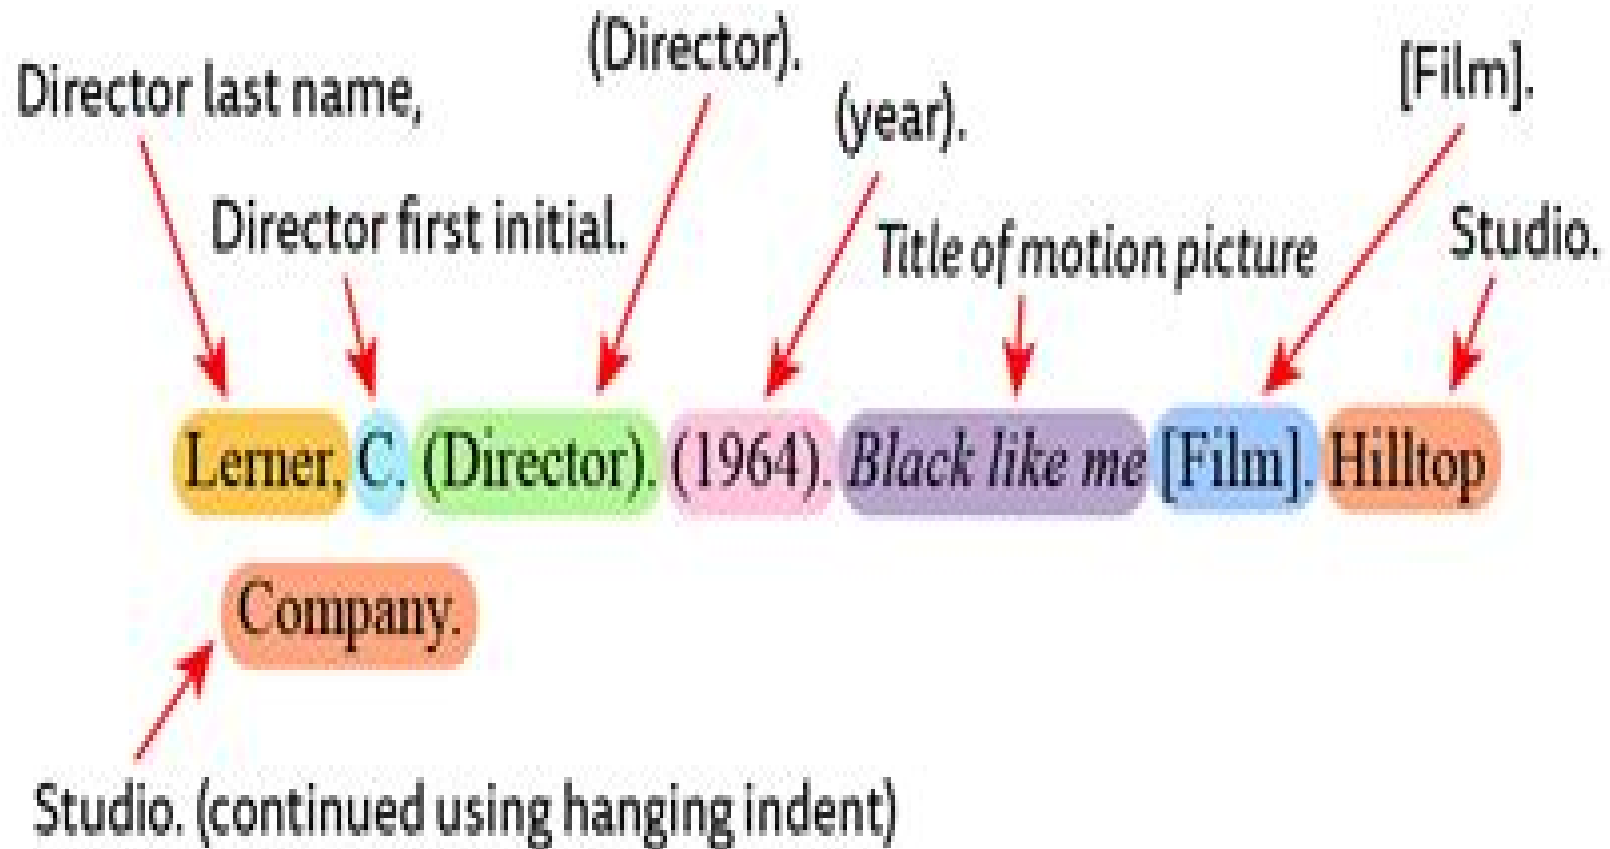 (Director).
Director last name,
[Film].
(year).
Director first initial.
Title of motion picture
Studio.
Lerner, C. (Director). (1964). Black like me [Film]. Hilltop
Company.
Studio. (continued using hanging indent)